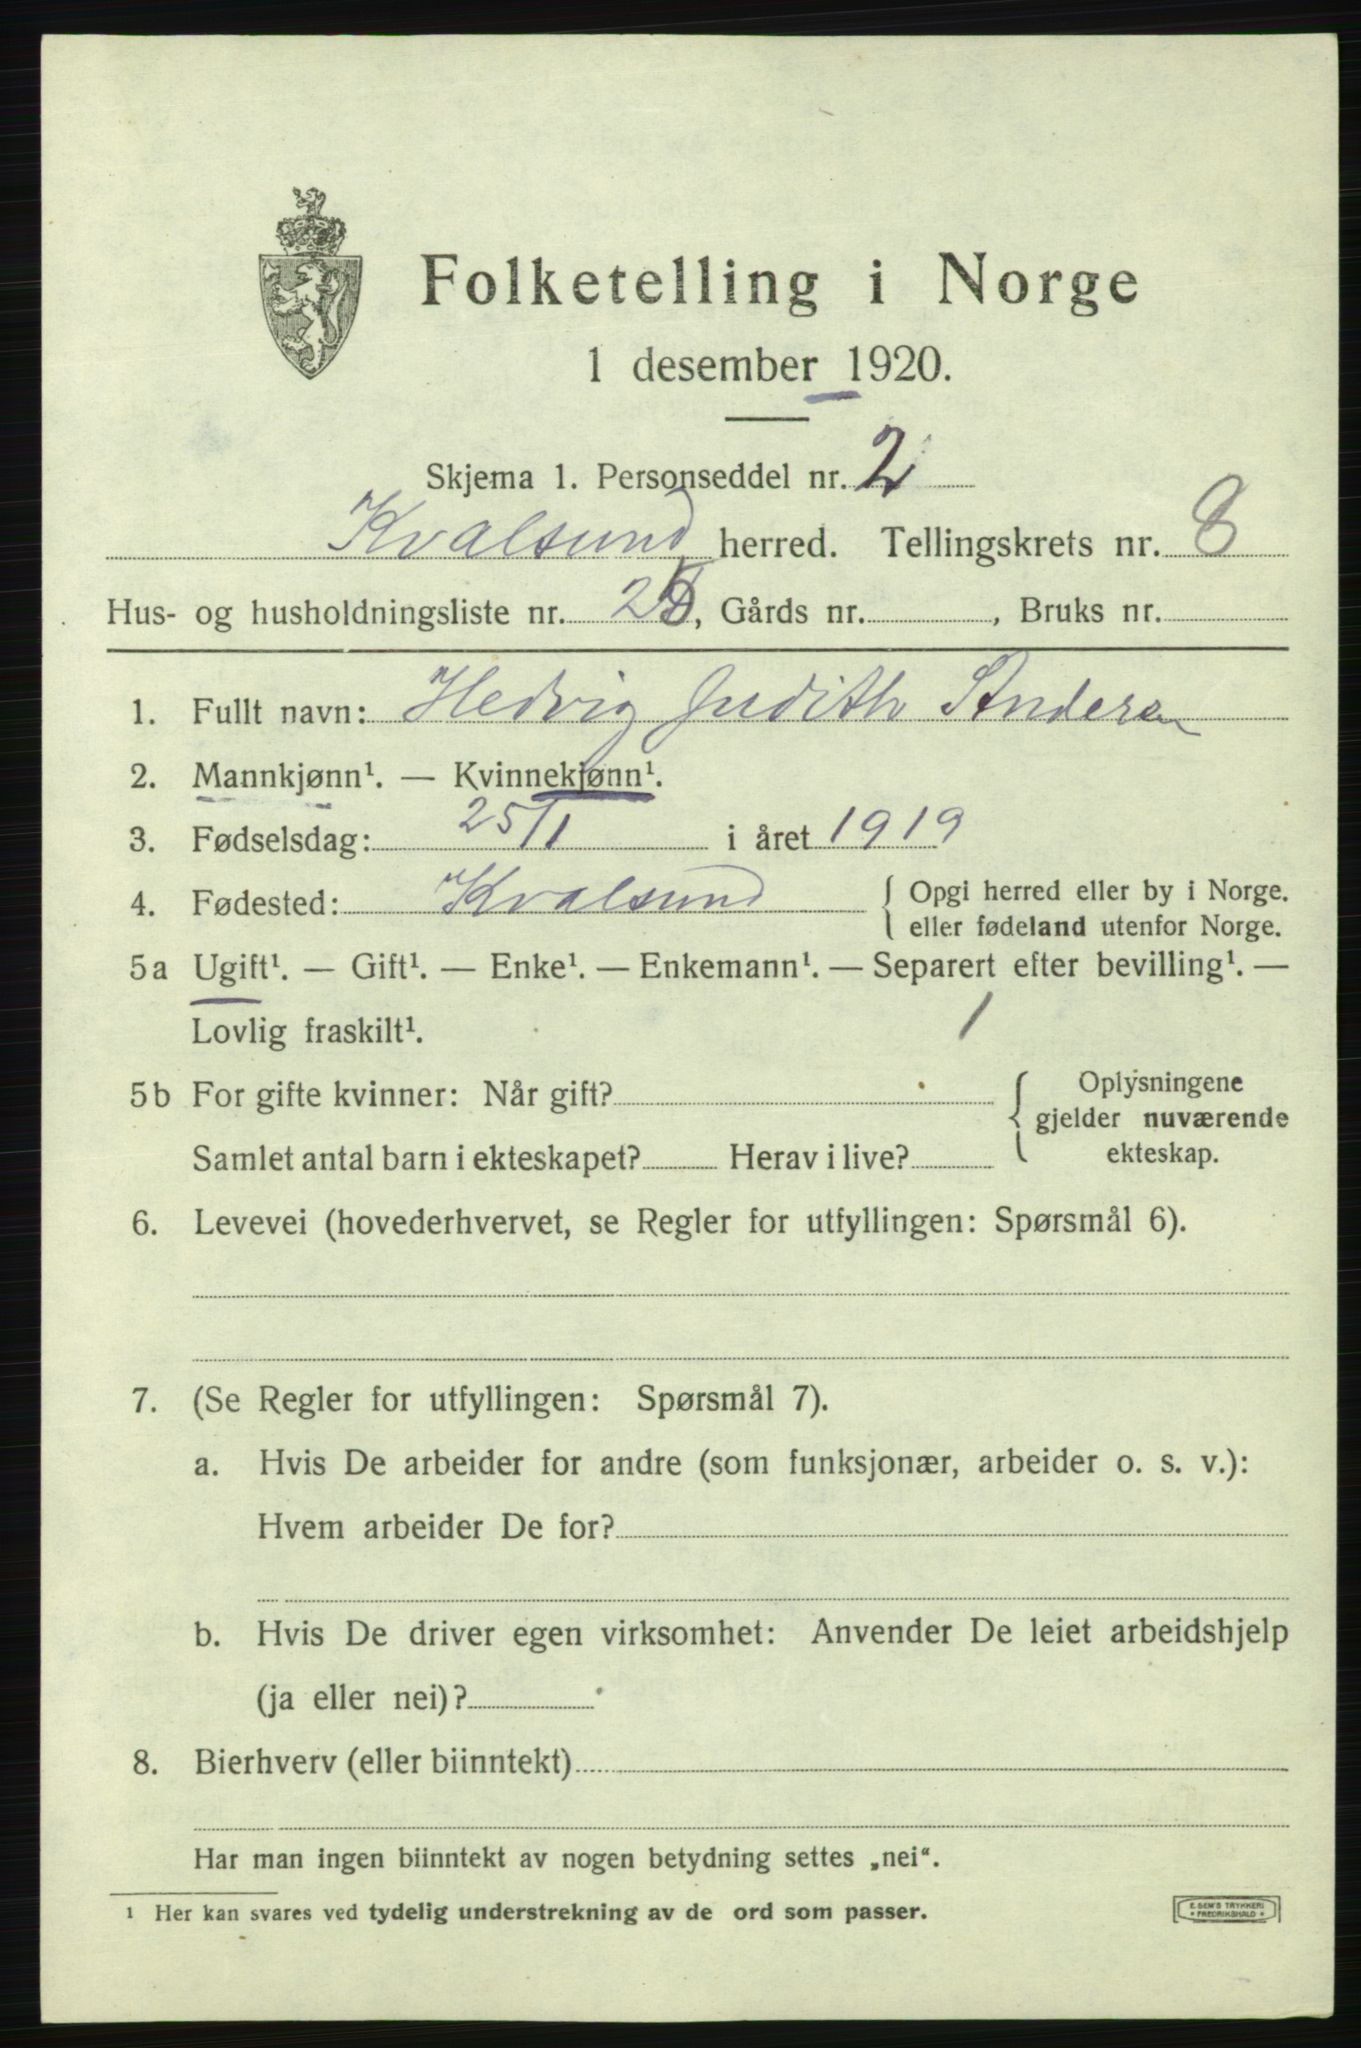 Folketelling i Norge
1 desember 1920.
Skjema 1. Personseddel nr. 2
Kvalsund herred. Tellingskrets nr. 8
Hus- og husholdningsliste nr. , Gårds nr. , Bruks nr.
1. Fullt navn: Hedvig Judith Andersen
2. Mannkjønn¹. — Kvinnekjønn¹.
3. Fødselsdag: 25/1 i året 1919
4. Fødested: Kvalsund { Opgi herred eller by i Norge.
eller fødeland utenfor Norge.
5a Ugift¹. — Gift¹. — Enke¹. — Enkemann¹. — Separert efter bevilling¹. —
Lovlig fraskilt¹. 1
5b For gifte kvinner: Når gift? { Oplysningene
gjelder nuværende
Samlet antal barn i ekteskapet? Herav i live? ekteskap.
6. Levevei (hovederhvervet, se Regler for utfyllingen: Spørsmål 6).
7. (Se Regler for utfyllingen: Spørsmål 7).
a. Hvis De arbeider for andre (som funksjonær, arbeider o. s. v.):
Hvem arbeider De for?
b. Hvis De driver egen virksomhet: Anvender De leiet arbeidshjelp
(ja eller nei)?
8. Bierhverv (eller biinntekt)
Har man ingen biinntekt av nogen betydning settes „nei“.
¹ Her kan svares ved tydelig understrekning av de ord som passer.
E. SEM'S TRYKKERI
* FREDRIKSHALD *